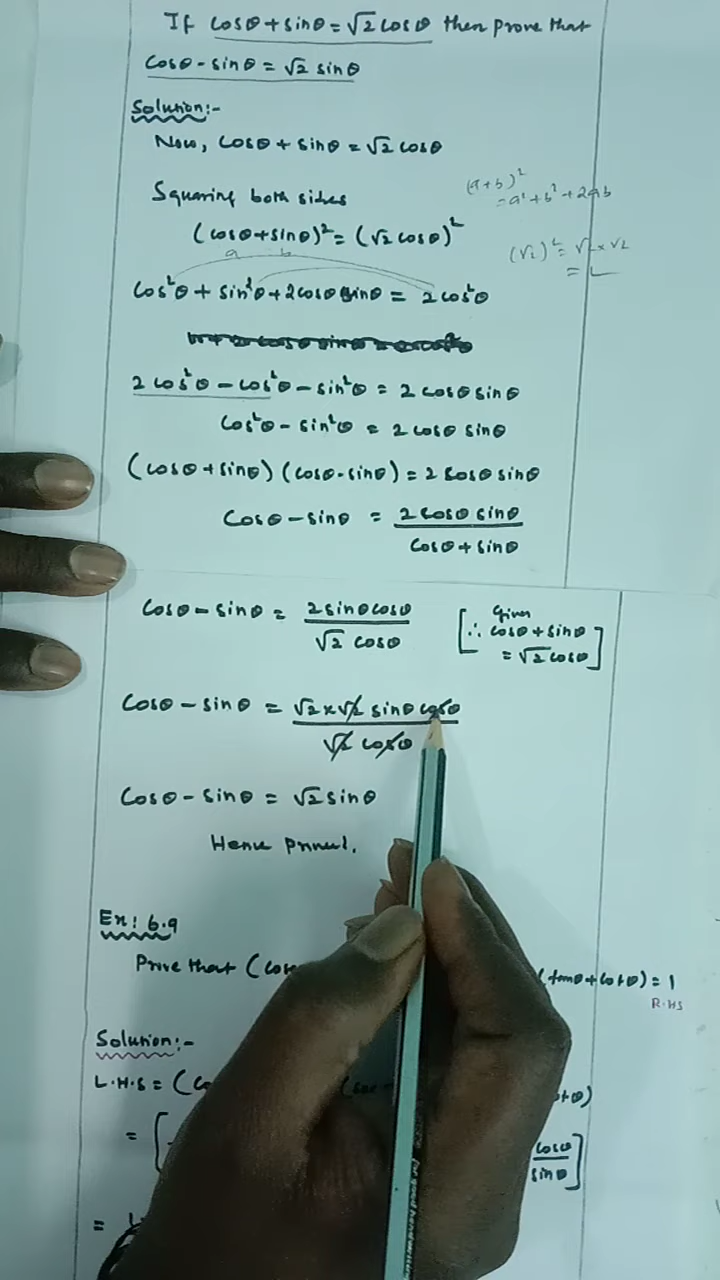 If cosθ + sinθ = √2 cosθ then prove that
cosθ - sinθ = √2 sinθ
Solution:-
Now, cosθ + sinθ = √2 cosθ
Squaring both sides
(a+b)²
= a² + b² + 2ab
(cosθ + sinθ)² = (√2 cosθ)²
a b
(√2)² = √2 × √2
= 2
cos²θ + sin²θ + 2cosθ sinθ = 2cos²θ
2cos²θ - cos²θ - sin²θ = 2cosθ sinθ
cos²θ - sin²θ = 2cosθ sinθ
(cosθ + sinθ) (cosθ - sinθ) = 2cosθ sinθ
cosθ - sinθ = 2cosθ sinθ / cosθ + sinθ
cosθ - sinθ = 2sinθcosθ / √2 cosθ [∴ Given cosθ + sinθ = √2 cosθ]
cosθ - sinθ = √2 × √2 sinθ cosθ / √2 cosθ
cosθ - sinθ = √2 sinθ
Hence proved.
Ex: 6.9
Prove that (cos (tanθ + cotθ) = 1
R.H.S
Solution:-
L.H.S = (
= [ cosθ / sinθ ]
=